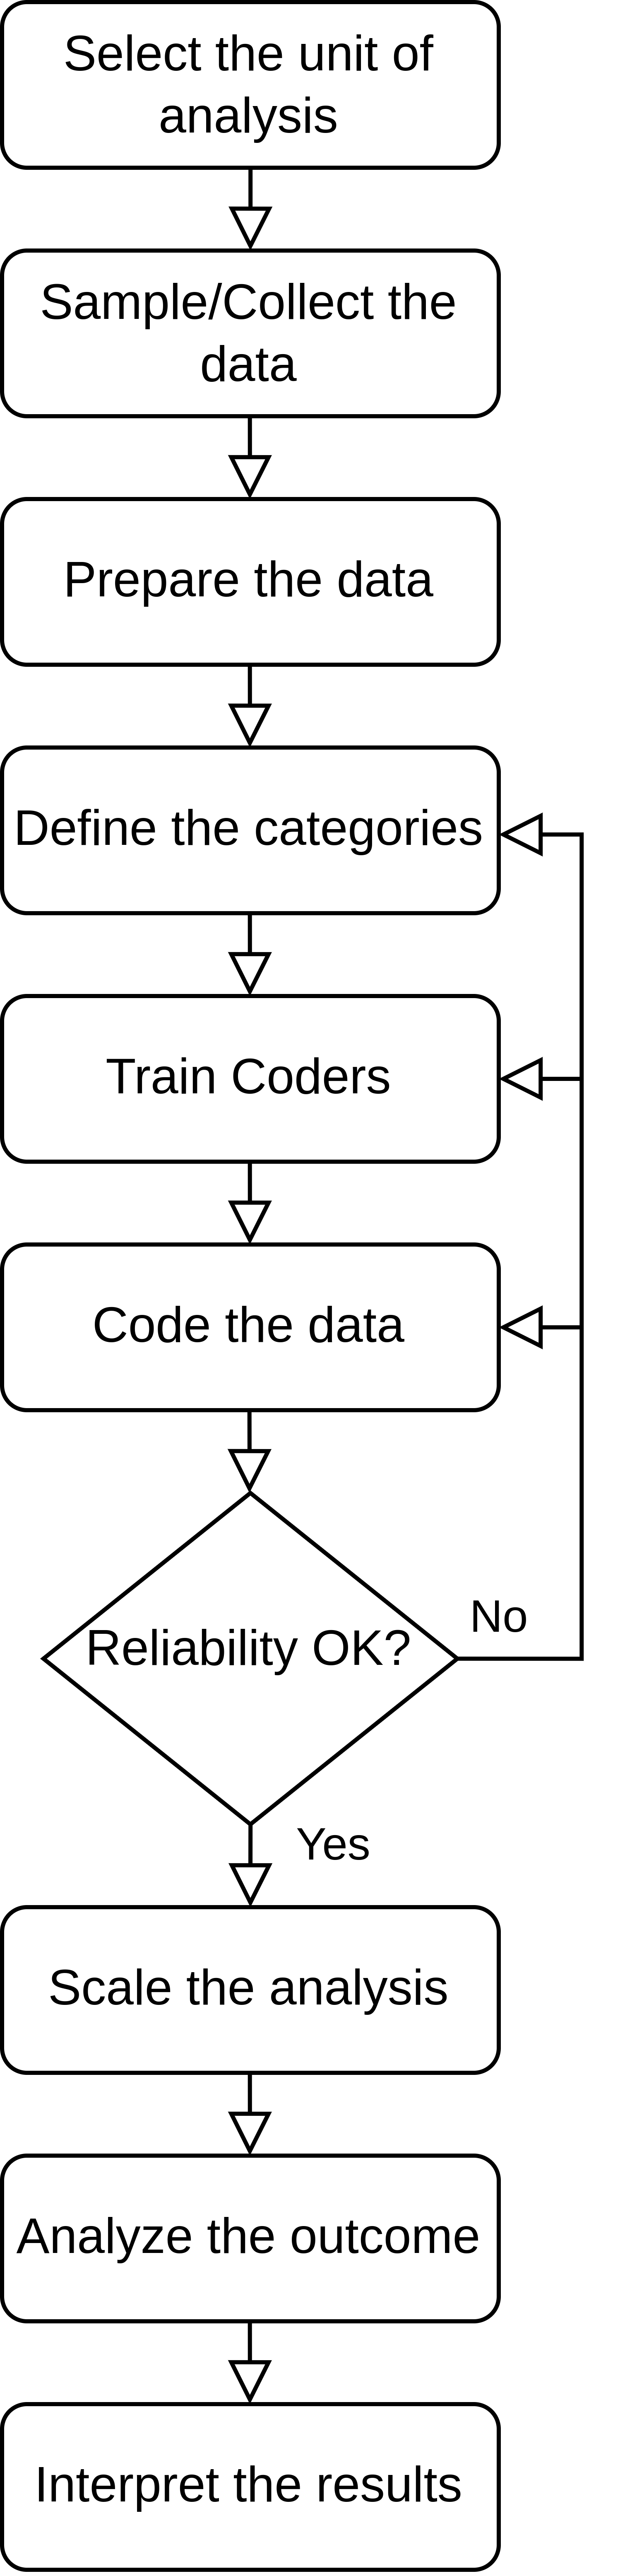 Select the unit of
analysis
Sample/Collect the
data
Prepare the data
Define the categories
Train Coders
Code the data
No
Reliability OK?
Yes
Scale the analysis
Analyze the outcome
Interpret the results